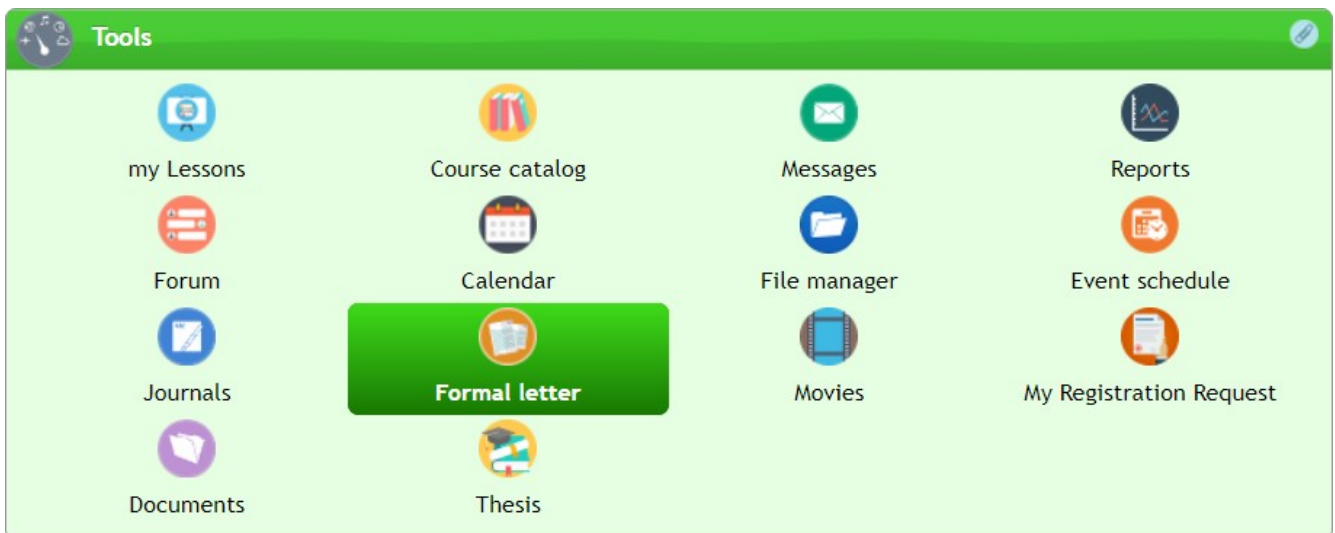 Tools
my Lessons
Course catalog
Messages
Reports
Forum
Calendar
File manager
Event schedule
Journals
Formal letter
Movies
My Registration Request
Documents
Thesis